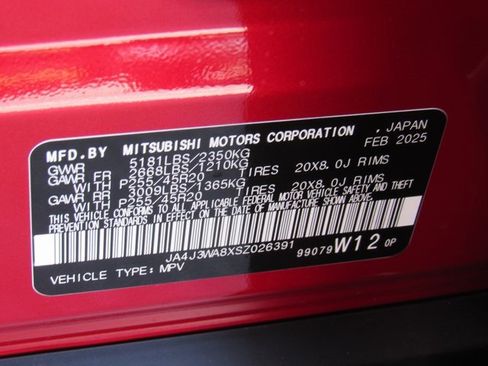 MFD.BY MITSUBISHI MOTORS CORPORATION , JAPAN
GVWR 5181LBS/2350KG FEB 2025
GAWR FR 2668LBS/1210KG
WITH P255/45R20 TIRES 20X8.0J RIMS
GAWR RR 3009LBS/1365KG
WITH P255/45R20 TIRES 20X8.0J RIMS
THIS VEHICLE CONFORMS TO ALL APPLICABLE FEDERAL MOTOR VEHICLE SAFETY AND THEFT
PREVENTION STANDARDS IN EFFECT ON THE DATE OF MANUFACTURE SHOWN ABOVE.
JA4J3WA8XSZ026391 99079 W12 OP
VEHICLE TYPE:MPV